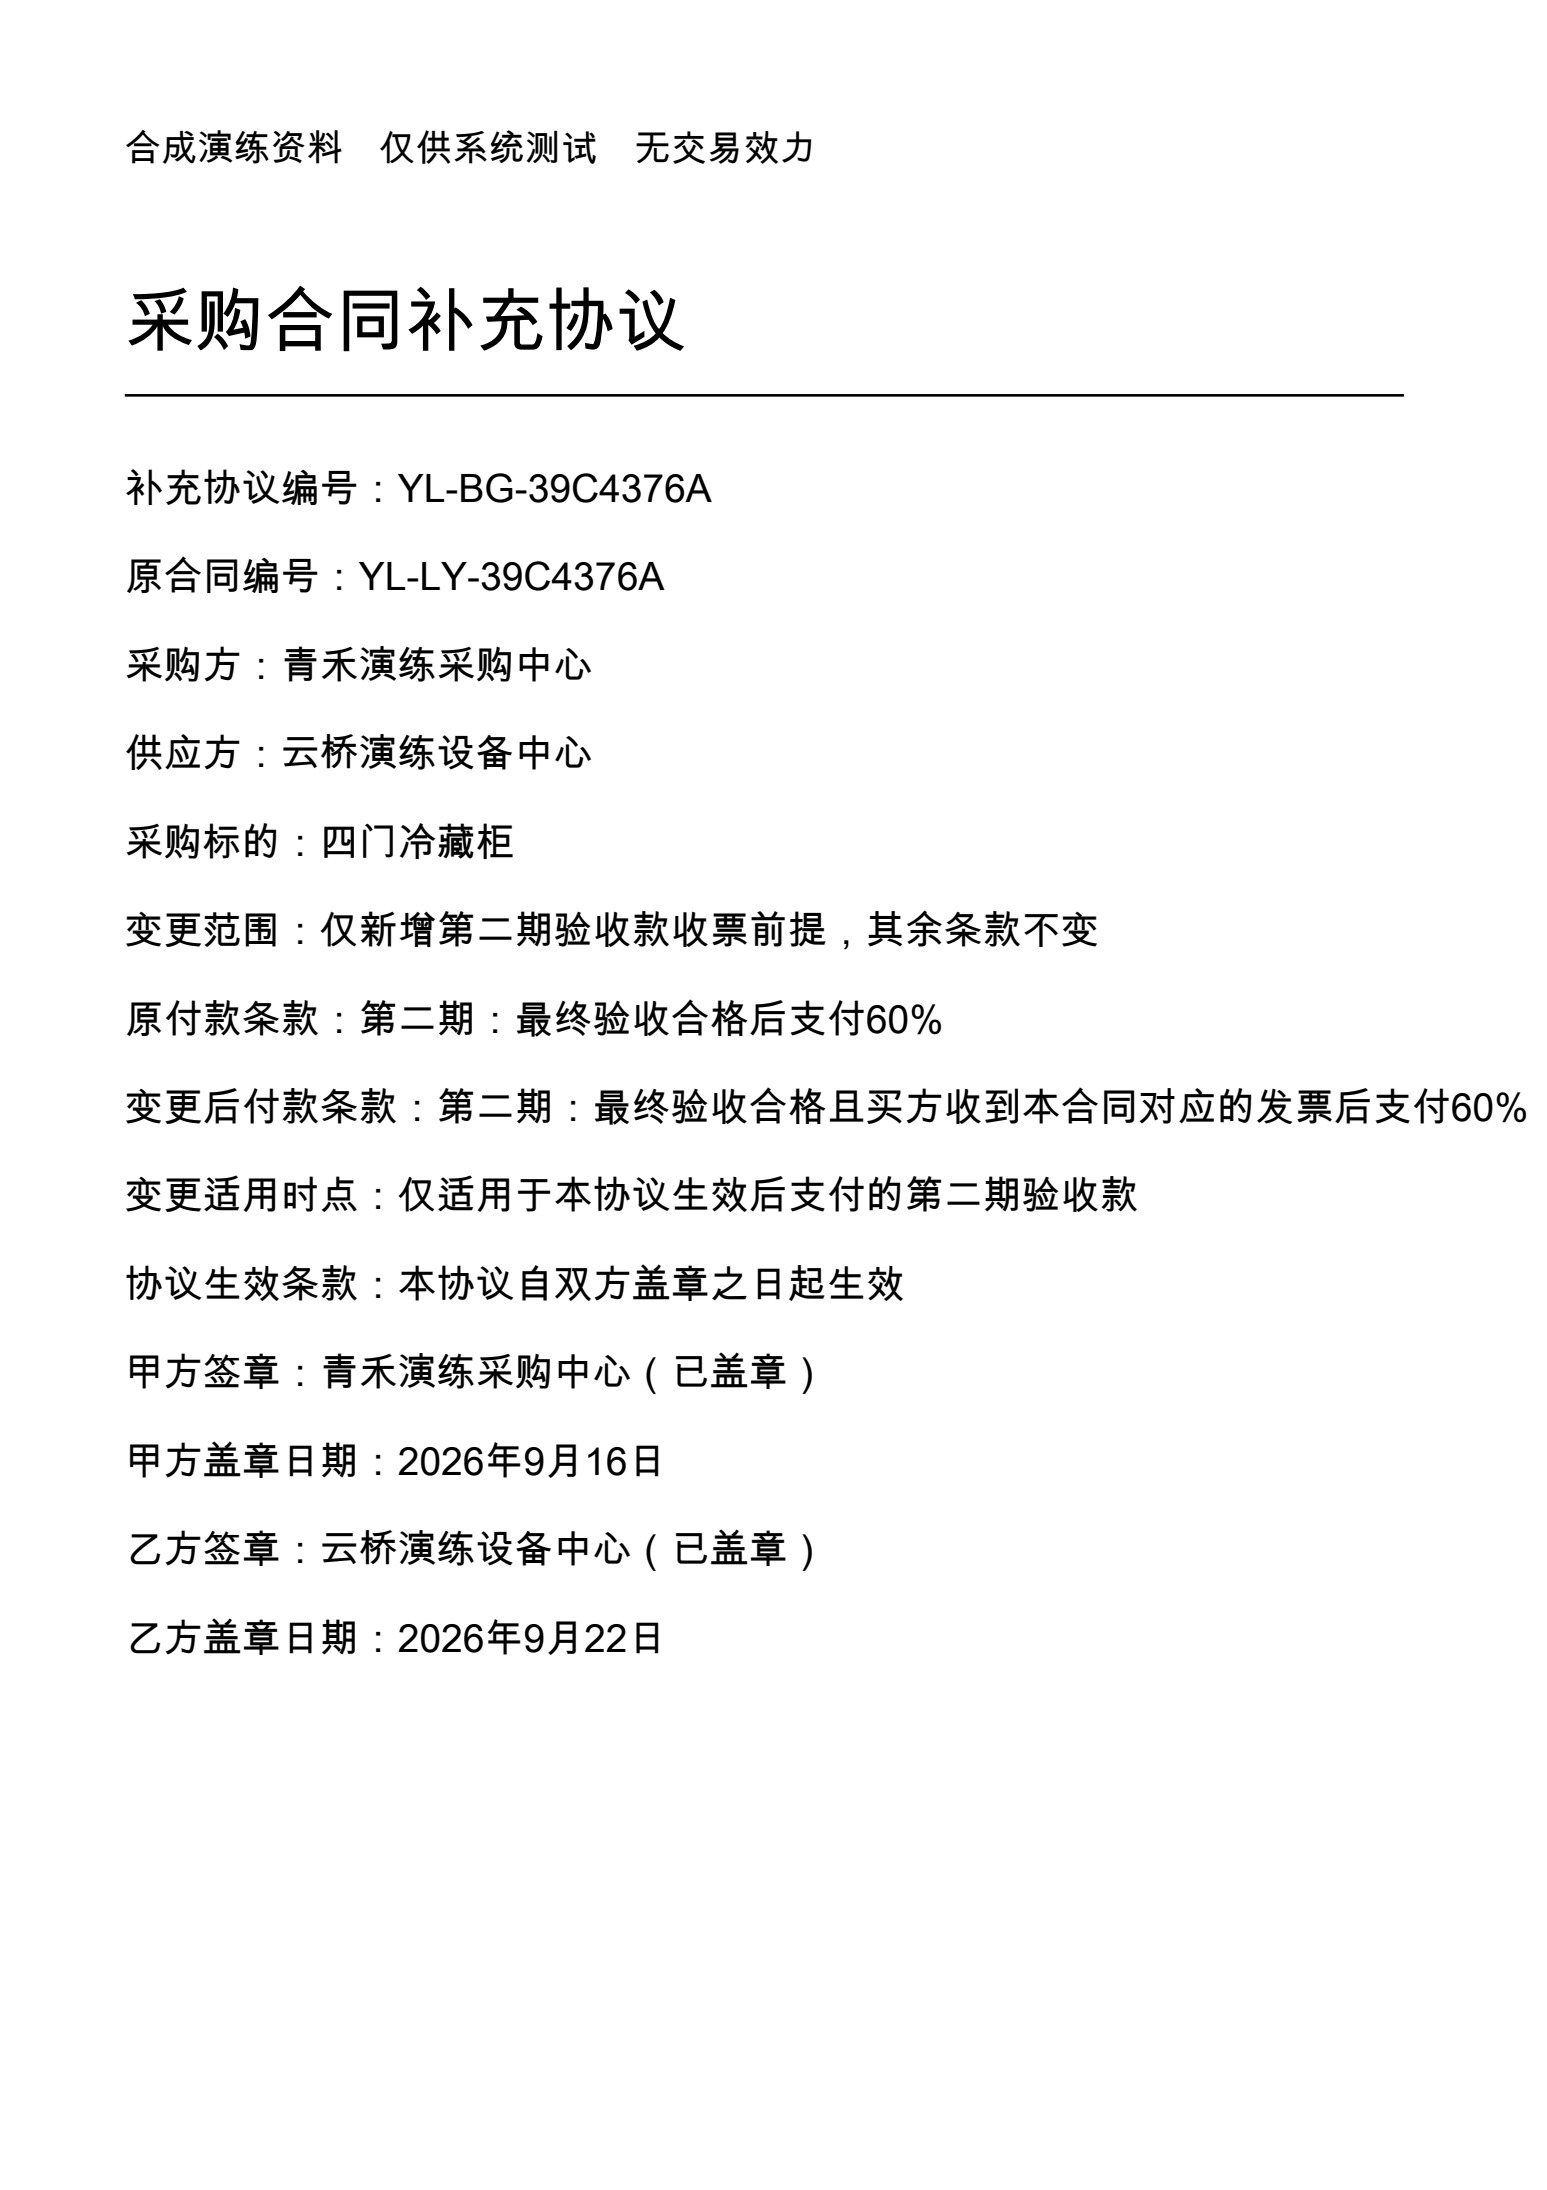 合成演练资料　仅供系统测试　无交易效力
采购合同补充协议
补充协议编号：YL-BG-39C4376A
原合同编号：YL-LY-39C4376A
采购方：青禾演练采购中心
供应方：云桥演练设备中心
采购标的：四门冷藏柜
变更范围：仅新增第二期验收款收票前提，其余条款不变
原付款条款：第二期：最终验收合格后支付60%
变更后付款条款：第二期：最终验收合格且买方收到本合同对应的发票后支付60%
变更适用时点：仅适用于本协议生效后支付的第二期验收款
协议生效条款：本协议自双方盖章之日起生效
甲方签章：青禾演练采购中心（已盖章）
甲方盖章日期：2026年9月16日
乙方签章：云桥演练设备中心（已盖章）
乙方盖章日期：2026年9月22日